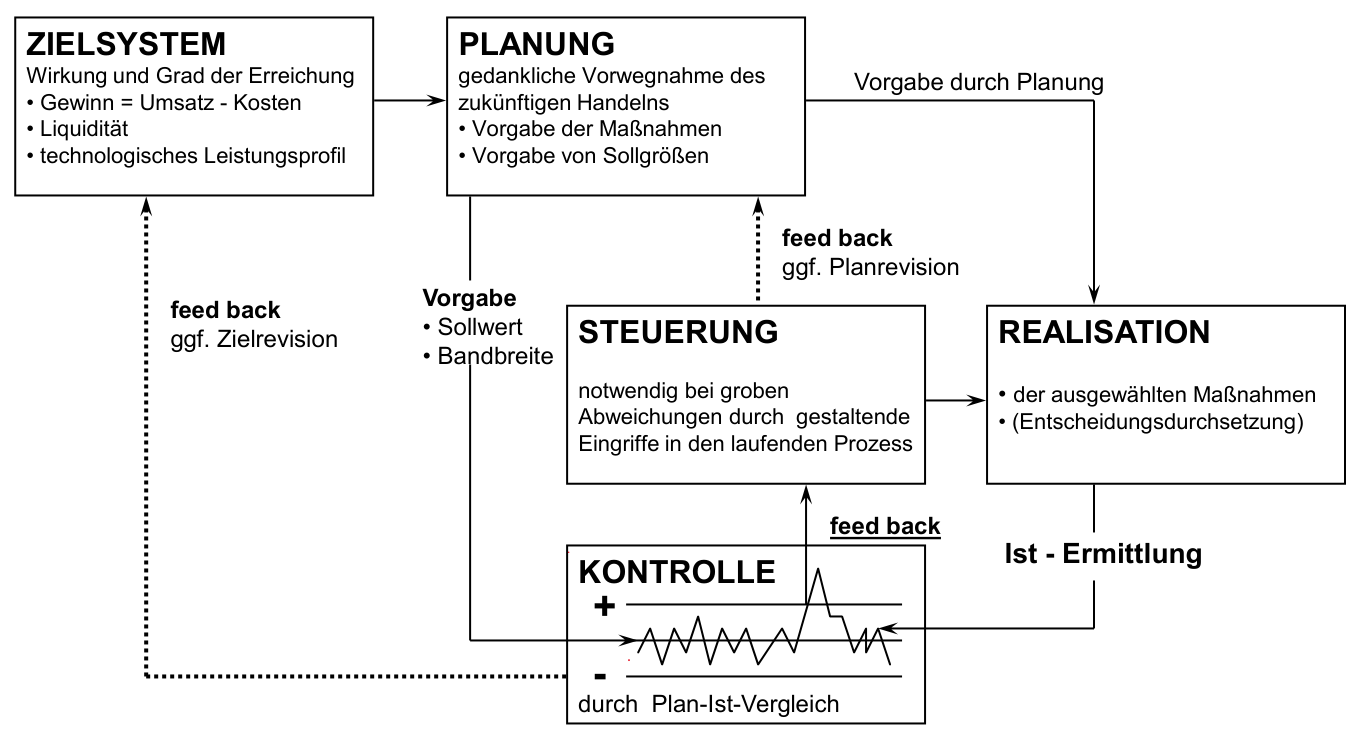 ZIELSYSTEM
Wirkung und Grad der Erreichung
• Gewinn = Umsatz - Kosten
• Liquidität
• technologisches Leistungsprofil
PLANUNG
gedankliche Vorwegnahme des
zukünftigen Handelns
• Vorgabe der Maßnahmen
• Vorgabe von Sollgrößen
Vorgabe durch Planung
feed back
ggf. Planrevision
feed back
ggf. Zielrevision
Vorgabe
• Sollwert
• Bandbreite
STEUERUNG
notwendig bei groben
Abweichungen durch gestaltende
Eingriffe in den laufenden Prozess
REALISATION
• der ausgewählten Maßnahmen
• (Entscheidungsdurchsetzung)
feed back
Ist - Ermittlung
KONTROLLE
+
-
durch Plan-Ist-Vergleich